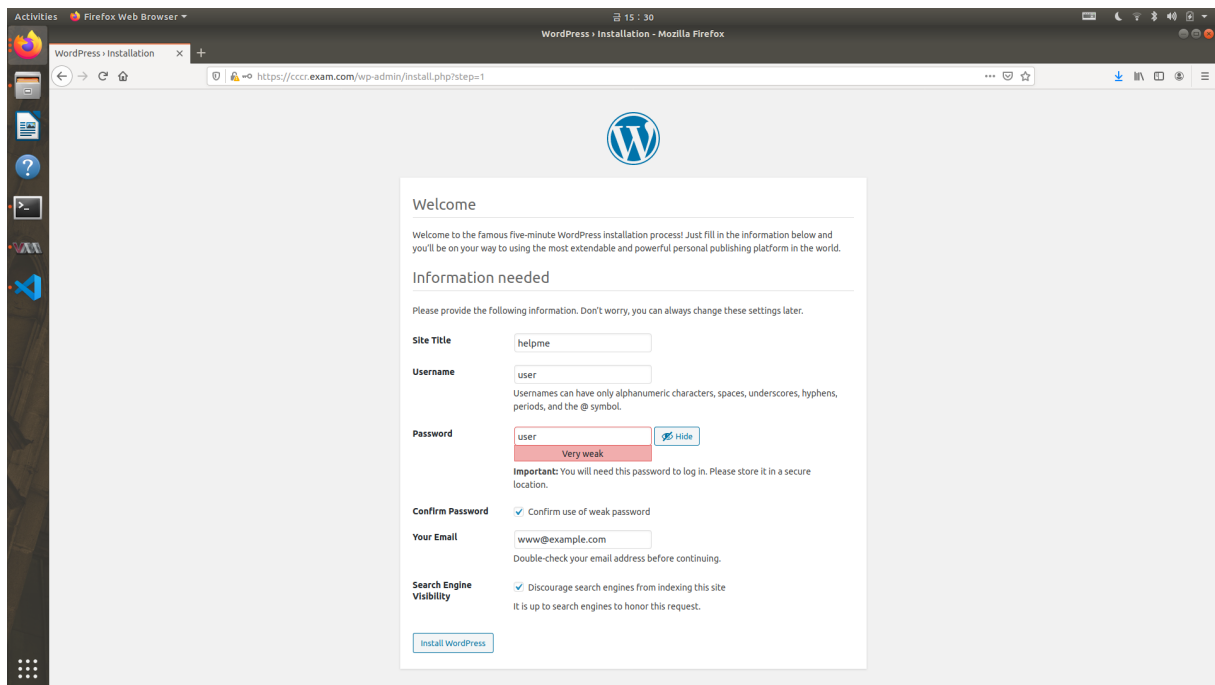 Activities Firefox Web Browser 금 15 : 30
WordPress › Installation - Mozilla Firefox
WordPress › Installation
https://cccr.exam.com/wp-admin/install.php?step=1
Welcome
Welcome to the famous five-minute WordPress installation process! Just fill in the information below and
you'll be on your way to using the most extendable and powerful personal publishing platform in the world.
Information needed
Please provide the following information. Don't worry, you can always change these settings later.
Site Title helpme
Username user
Usernames can have only alphanumeric characters, spaces, underscores, hyphens,
periods, and the @ symbol.
Password user Hide
Very weak
Important: You will need this password to log in. Please store it in a secure
location.
Confirm Password Confirm use of weak password
Your Email www@example.com
Double-check your email address before continuing.
Search Engine
Visibility
Discourage search engines from indexing this site
It is up to search engines to honor this request.
Install WordPress